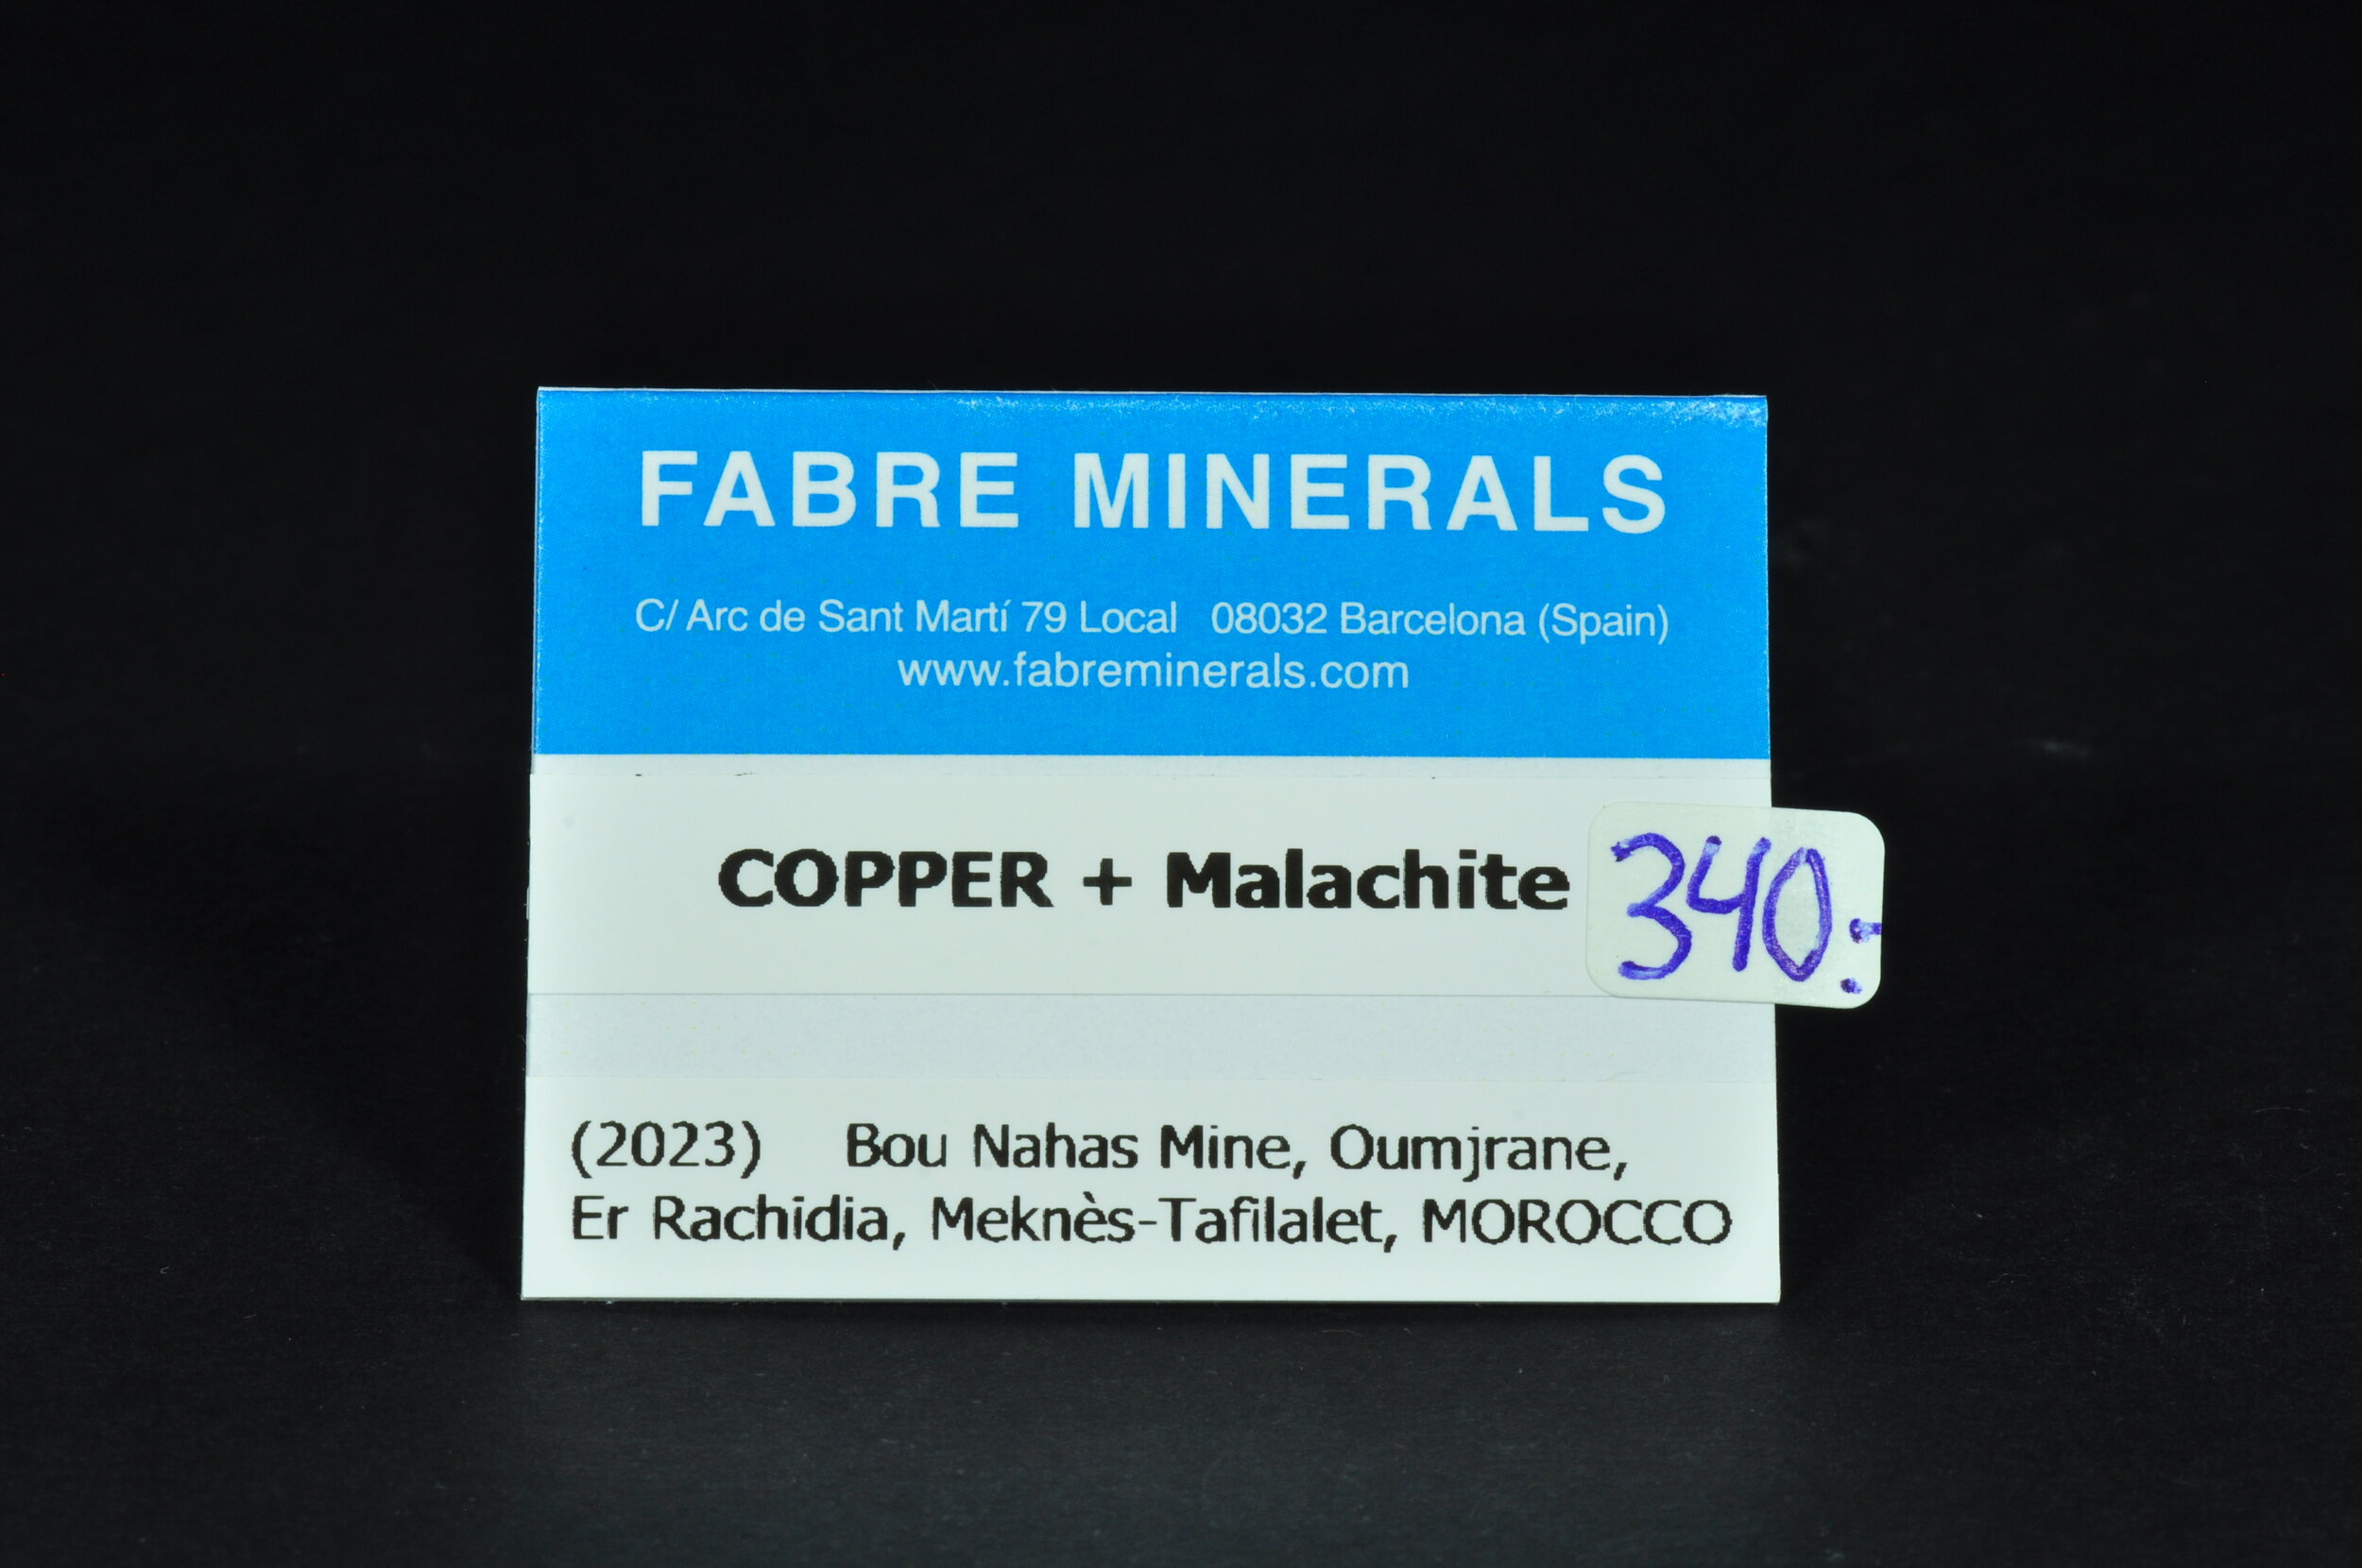 FABRE MINERALS
C/ Arc de Sant Martí 79 Local 08032 Barcelona (Spain)
www.fabreminerals.com
COPPER + Malachite
340.-
(2023) Bou Nahas Mine, Oumjrane,
Er Rachidia, Meknès-Tafilalet, MOROCCO